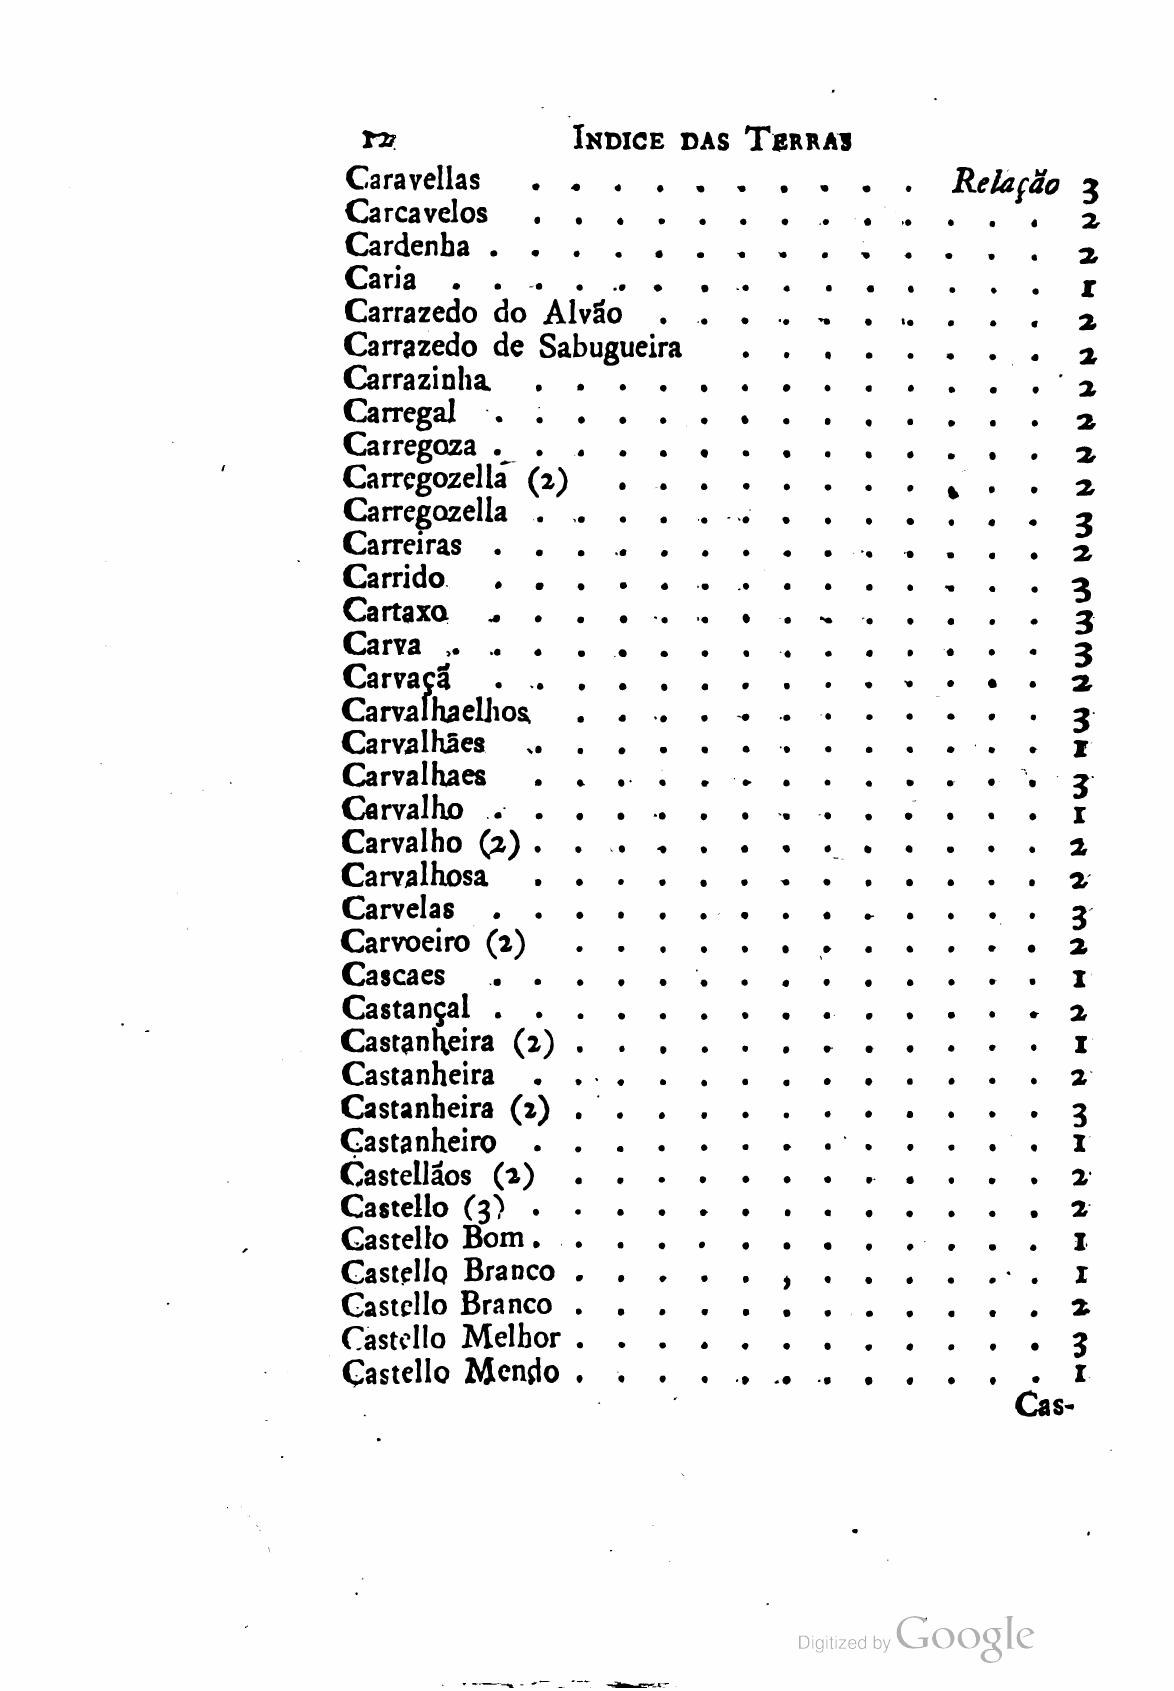 12 INDICE DAS TERRAS
Caravellas . . . . . . . . . . Relação 3
Carcavelos . . . . . . . . . . . . . 2
Cardenha . . . . . . . . . . . . . . 2
Caria . . . . . . . . . . . . . . . 1
Carrazedo do Alvão . . . . . . . . . . 2
Carrazedo de Sabugueira . . . . . . . . 2
Carrazinha . . . . . . . . . . . . . 2
Carregal . . . . . . . . . . . . . . 2
Carregoza . . . . . . . . . . . . . . 2
Carregozella (2) . . . . . . . . . . . 2
Carregozella . . . . . . . . . . . . . 3
Carreiras . . . . . . . . . . . . . . 2
Carrido . . . . . . . . . . . . . . 3
Cartaxo . . . . . . . . . . . . . . 3
Carva . . . . . . . . . . . . . . . 3
Carvaçã . . . . . . . . . . . . . . 2
Carvalhaelhos . . . . . . . . . . . . 3
Carvalhães . . . . . . . . . . . . . 1
Carvalhaes . . . . . . . . . . . . . 3
Carvalho . . . . . . . . . . . . . . 1
Carvalho (2) . . . . . . . . . . . . . 2
Carvalhosa . . . . . . . . . . . . . 2
Carvelas . . . . . . . . . . . . . . 3
Carvoeiro (2) . . . . . . . . . . . . 2
Cascaes . . . . . . . . . . . . . . 1
Castançal . . . . . . . . . . . . . . 2
Castanheira (2) . . . . . . . . . . . . 1
Castanheira . . . . . . . . . . . . . 2
Castanheira (2) . . . . . . . . . . . . 3
Castanheiro . . . . . . . . . . . . . 1
Castellãos (2) . . . . . . . . . . . . 2
Castello (3) . . . . . . . . . . . . . 2
Castello Bom . . . . . . . . . . . . . 1
Castello Branco . . . . . . . . . . . . 1
Castello Branco . . . . . . . . . . . . 2
Castello Melhor . . . . . . . . . . . . 3
Castello Mendo . . . . . . . . . . . . 1
Cas-
Digitized by Google